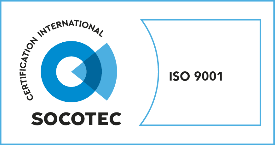 CERTIFICATION INTERNATIONAL
SOCOTEC
ISO 9001